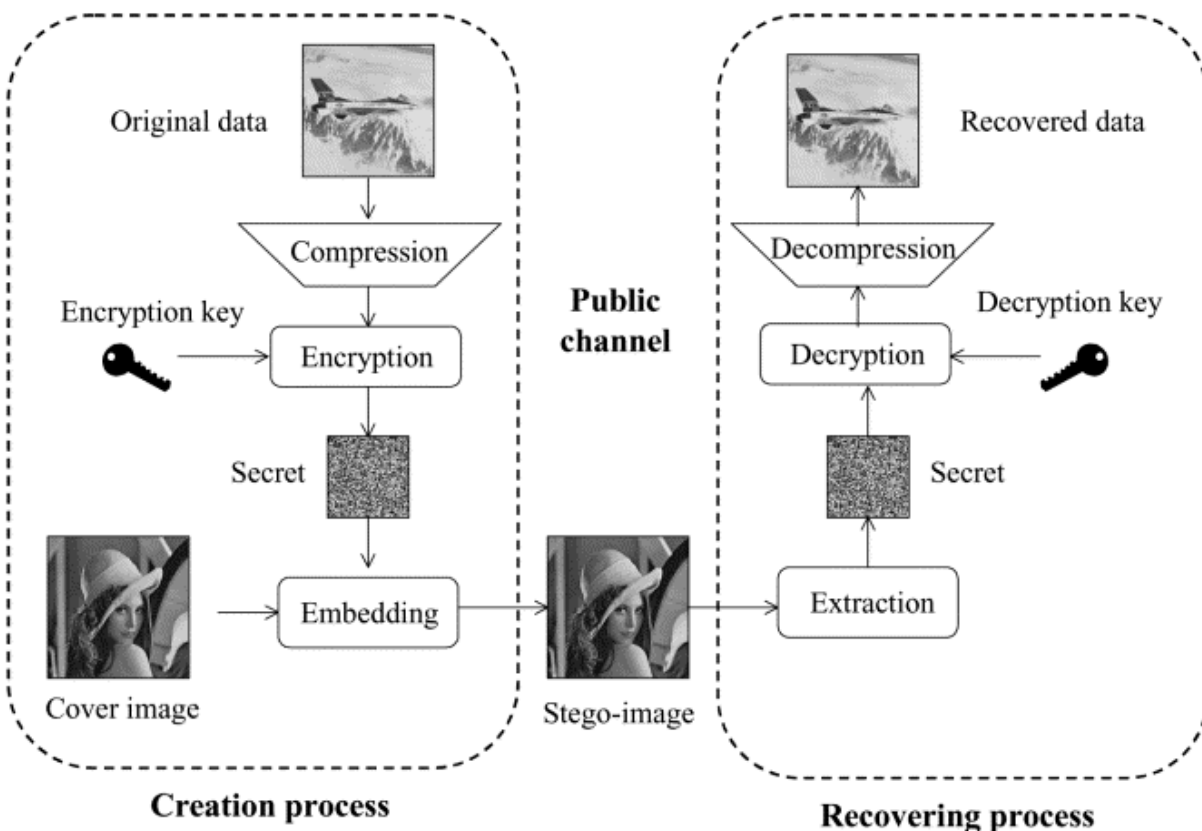 Original data
Compression
Encryption key
Encryption
Secret
Embedding
Cover image
Creation process
Public
channel
Stego-image
Recovered data
Decompression
Decryption key
Decryption
Secret
Extraction
Recovering process